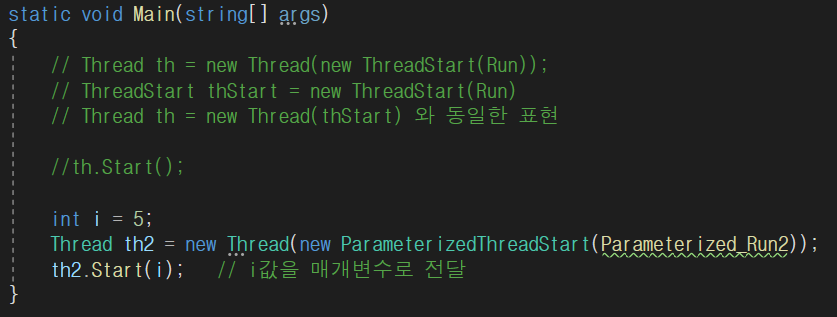 static void Main(string[] args)
{
// Thread th = new Thread(new ThreadStart(Run));
// ThreadStart thStart = new ThreadStart(Run)
// Thread th = new Thread(thStart) 와 동일한 표현
//th.Start();
int i = 5;
Thread th2 = new Thread(new ParameterizedThreadStart(Parameterized_Run2));
th2.Start(i); // i값을 매개변수로 전달
}